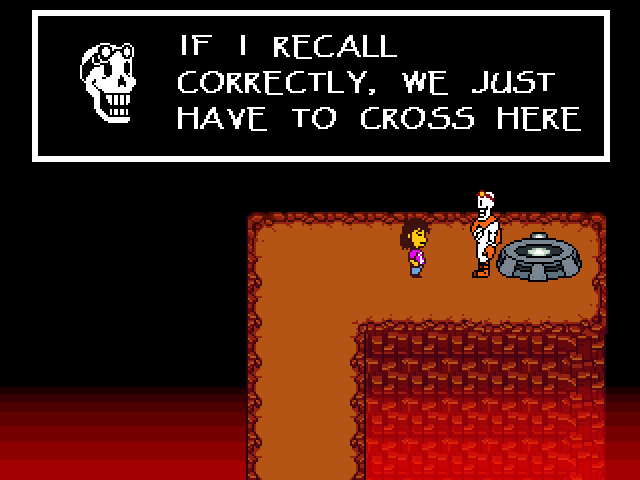 IF I RECALL
CORRECTLY, WE JUST
HAVE TO CROSS HERE